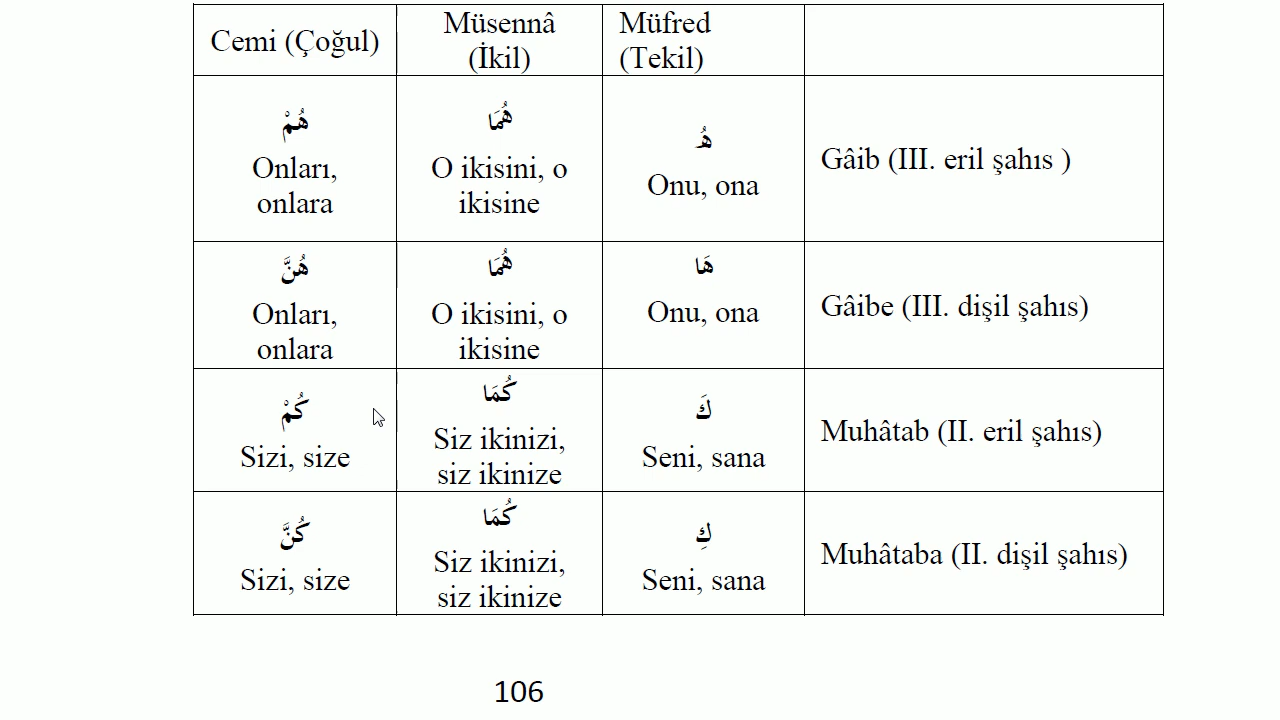 Cemi (Çoğul)
Müsennâ
(İkil)
Müfred
(Tekil)
هُمْ
Onları,
onlara
هُمَا
O ikisini, o
ikisine
هُ
Onu, ona
Gâib (III. eril şahıs )
هُنَّ
Onları,
onlara
هُمَا
O ikisini, o
ikisine
هَا
Onu, ona
Gâibe (III. dişil şahıs)
كُمْ
Sizi, size
كُمَا
Siz ikinizi,
siz ikinize
كَ
Seni, sana
Muhâtab (II. eril şahıs)
كُنَّ
Sizi, size
كُمَا
Siz ikinizi,
siz ikinize
كِ
Seni, sana
Muhâtaba (II. dişil şahıs)
106